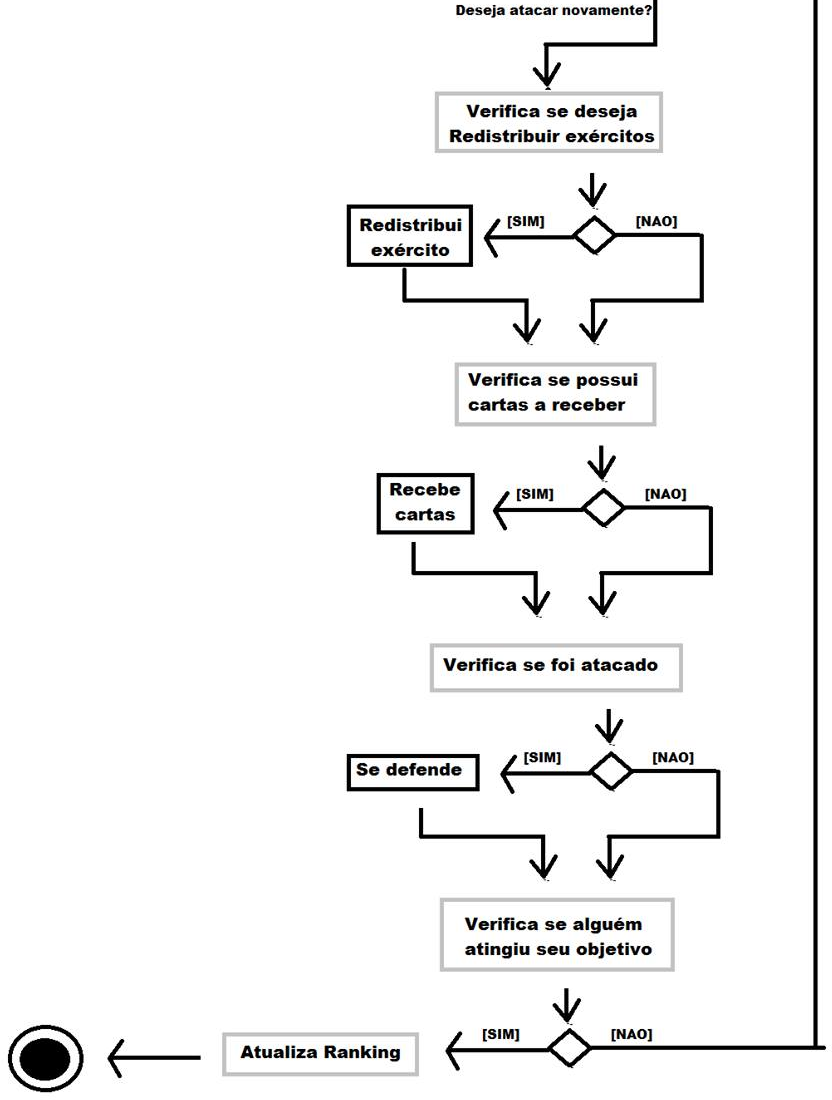 Deseja atacar novamente?
Verifica se deseja
Redistribuir exércitos
[SIM]
[NAO]
Redistribui
exército
Verifica se possui
cartas a receber
[SIM]
[NAO]
Recebe
cartas
Verifica se foi atacado
[SIM]
[NAO]
Se defende
Verifica se alguém
atingiu seu objetivo
[SIM]
[NAO]
Atualiza Ranking